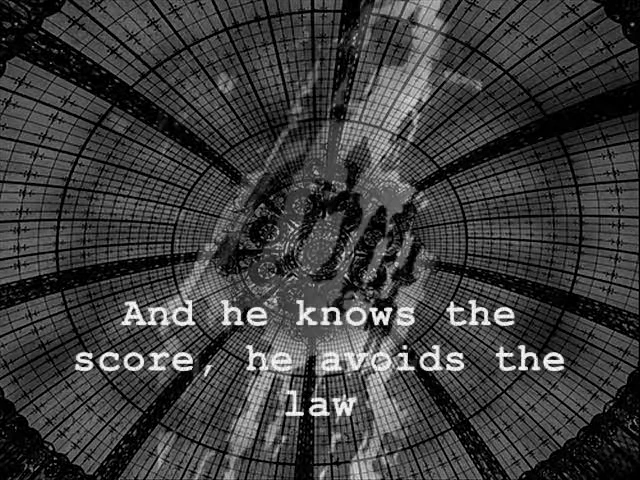 And he knows the
score, he avoids the
law